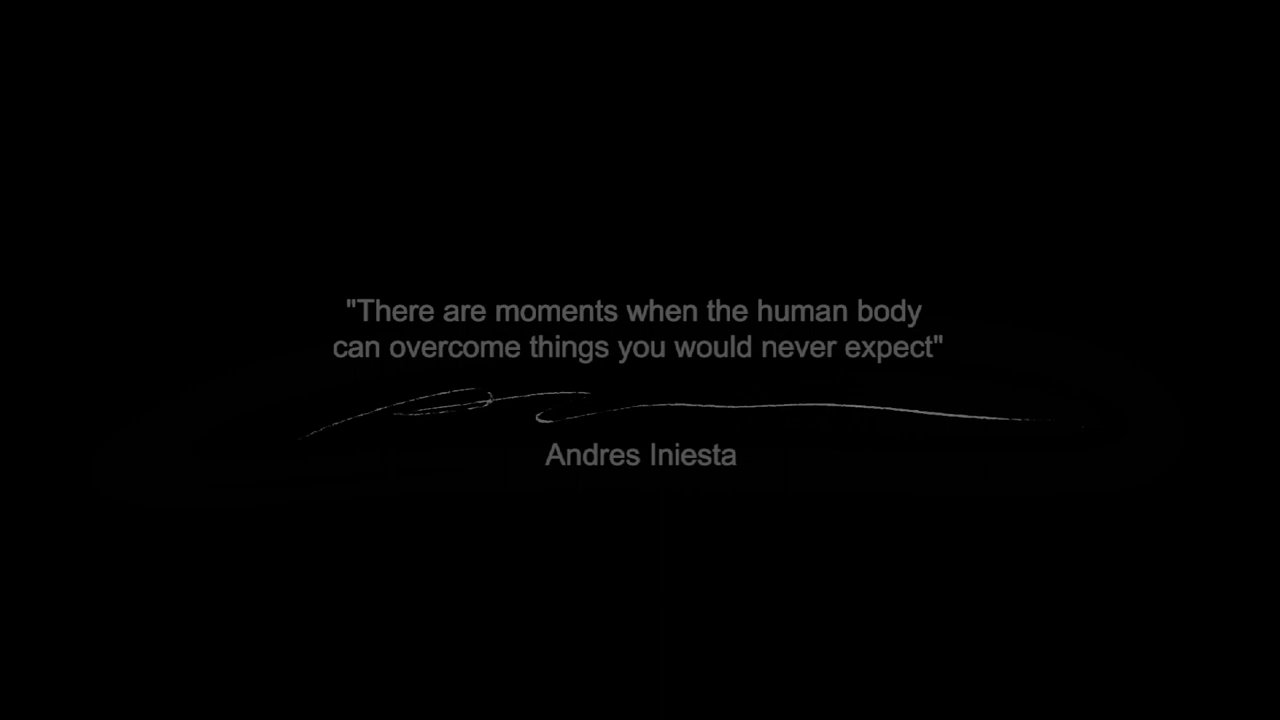 "There are moments when the human body
can overcome things you would never expect"
Andres Iniesta